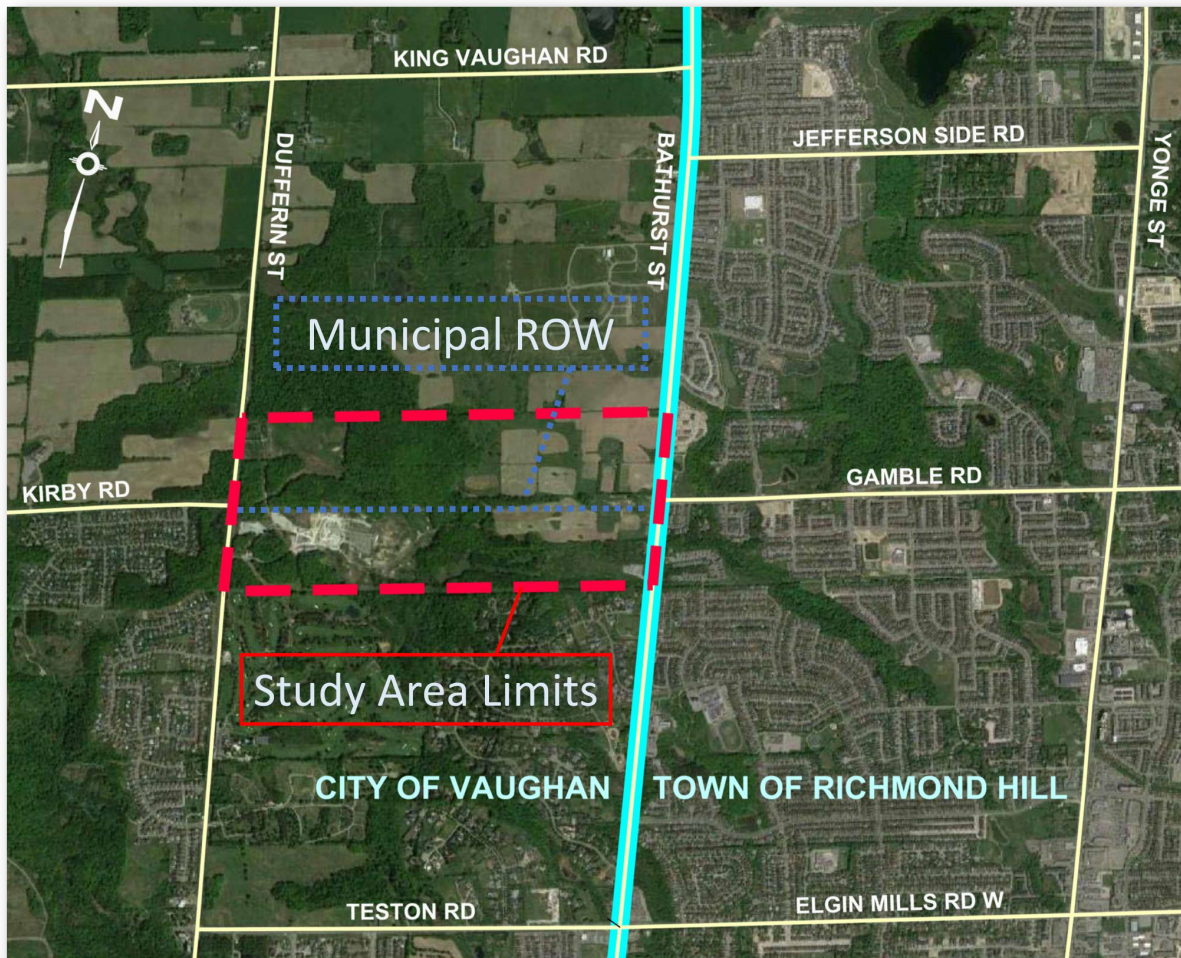 KING VAUGHAN RD
N
JEFFERSON SIDE RD
DUFFERIN ST
BATHURST ST
YONGE ST
Municipal ROW
KIRBY RD
GAMBLE RD
Study Area Limits
CITY OF VAUGHAN
TOWN OF RICHMOND HILL
TESTON RD
ELGIN MILLS RD W